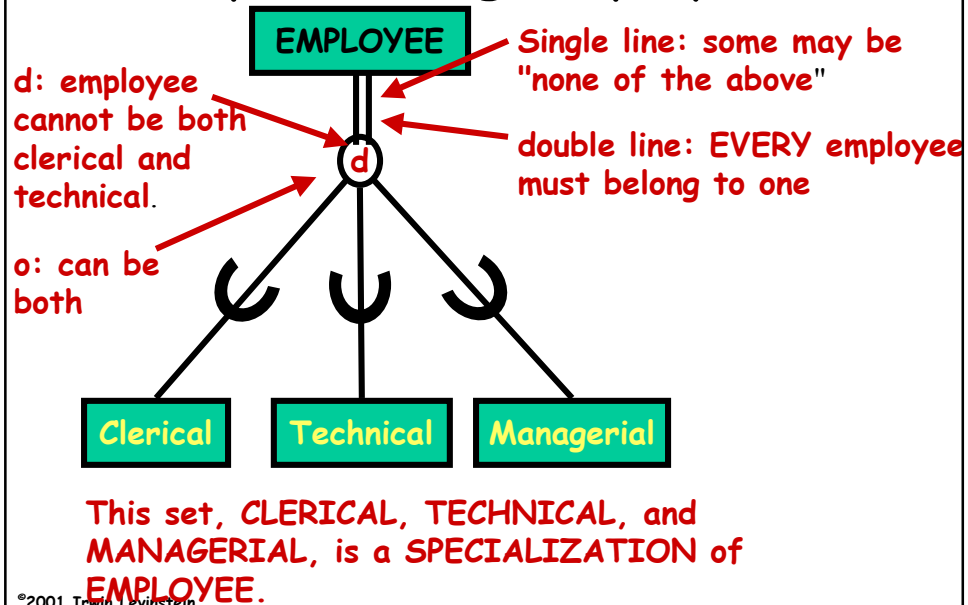 EMPLOYEE
Single line: some may be
"none of the above"
d: employee
cannot be both
clerical and
technical.
double line: EVERY employee
must belong to one
d
o: can be
both
Clerical
Technical
Managerial
This set, CLERICAL, TECHNICAL, and
MANAGERIAL, is a SPECIALIZATION of
EMPLOYEE.
©2001 Irwin Levinstein